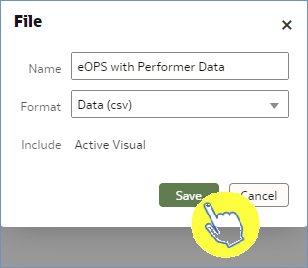 File
Name eOPS with Performer Data
Format Data (csv)
Include Active Visual
Save Cancel